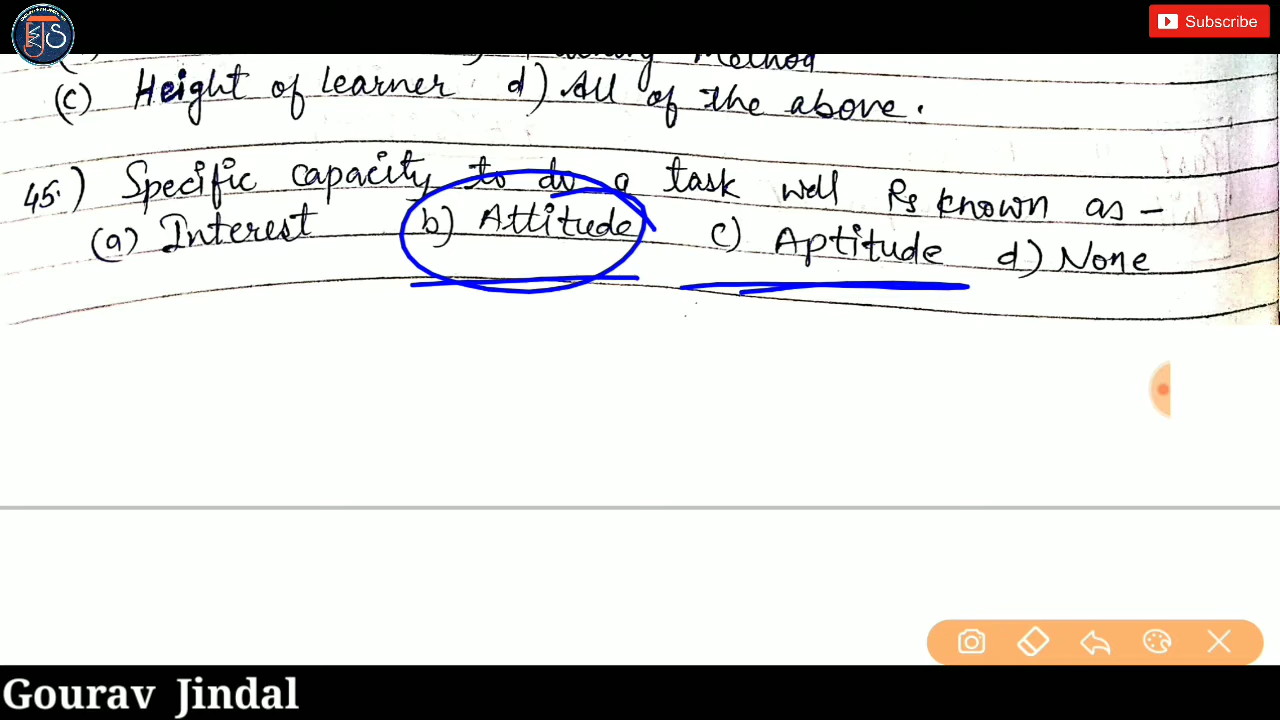 Subscribe
Method
(c) Height of learner d) All of the above.
45.) Specific capacity to do a task well Is known as -
(a) Interest b) Attitude c) Aptitude d) None
Gourav Jindal